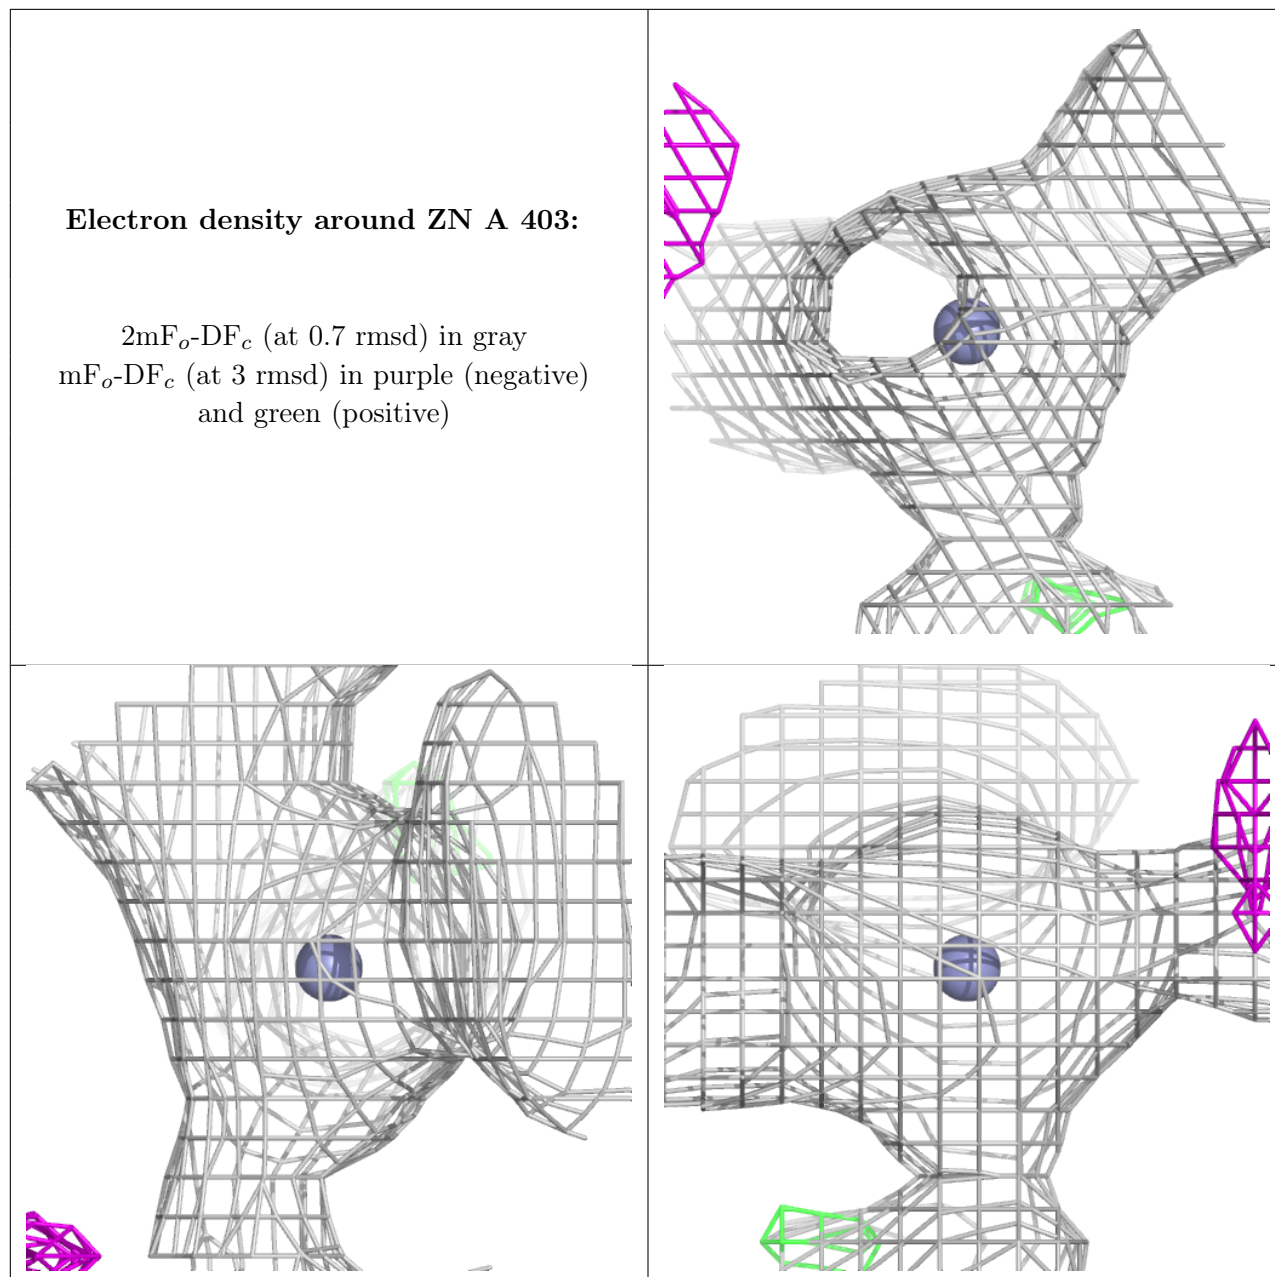 Electron density around ZN A 403:
2mFo-DFc (at 0.7 rmsd) in gray
mFo-DFc (at 3 rmsd) in purple (negative)
and green (positive)